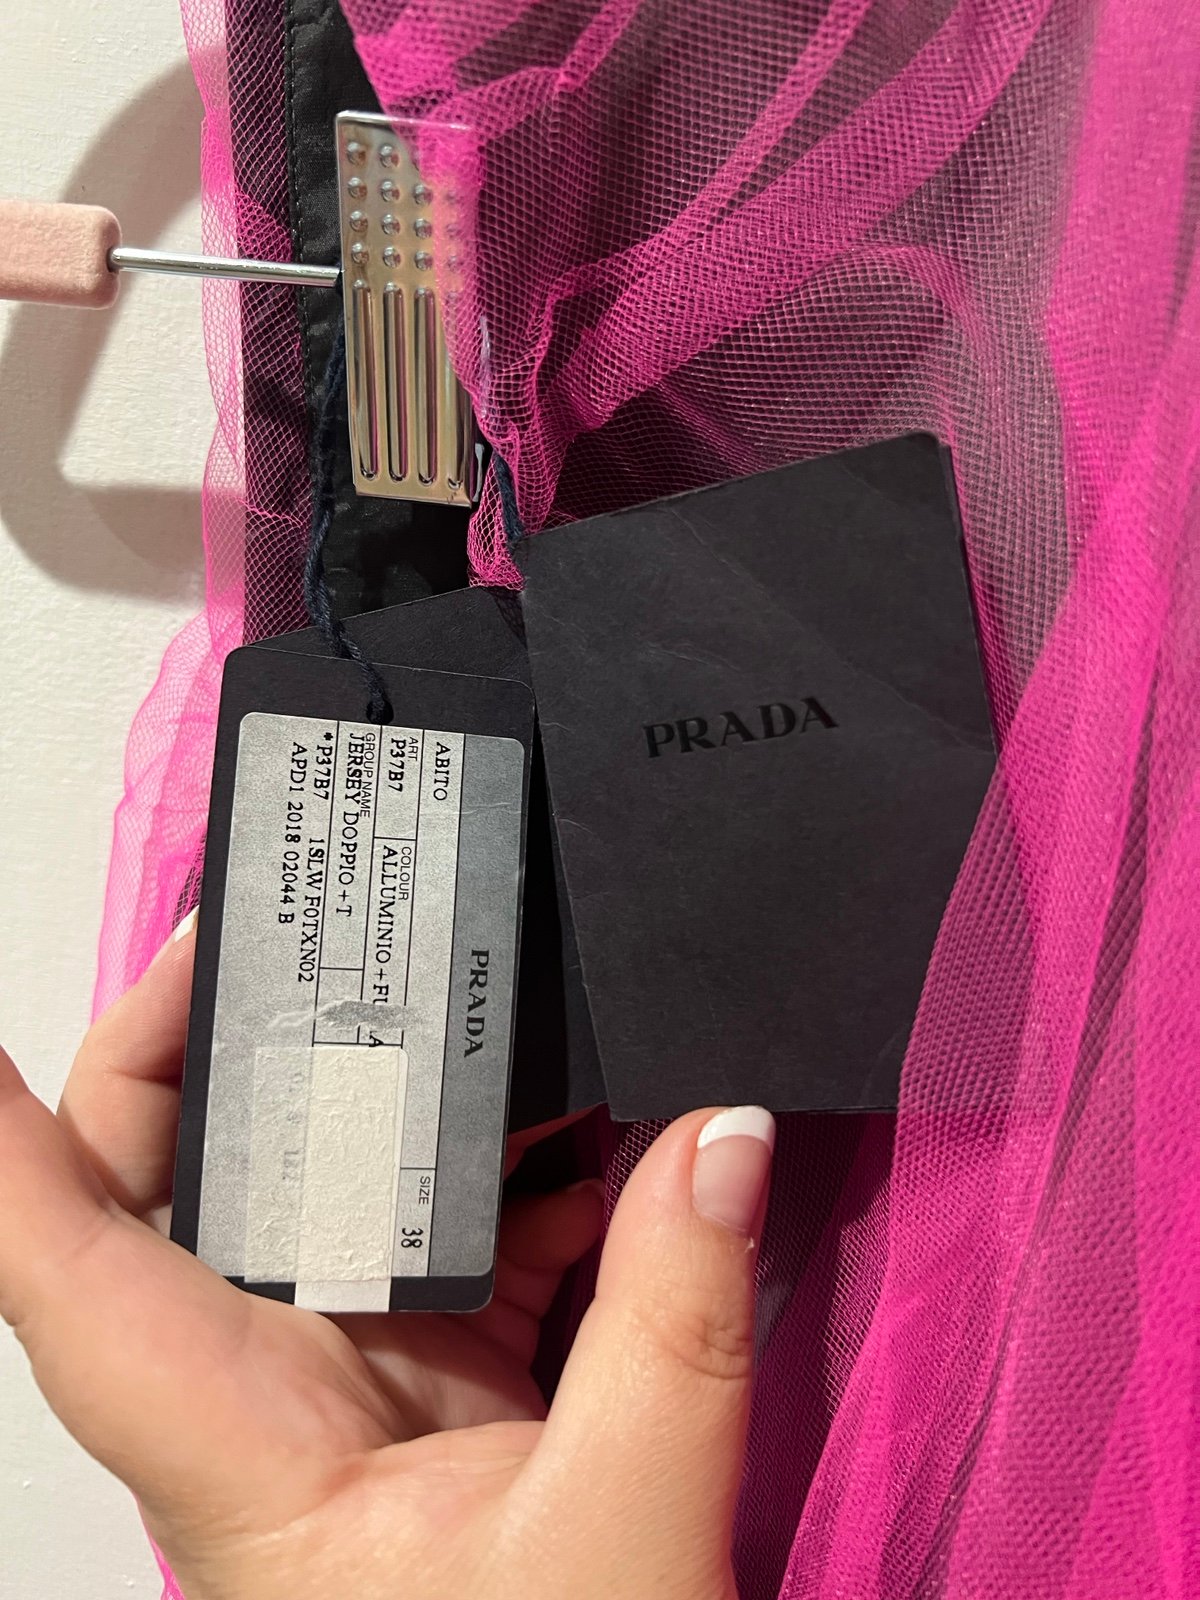 PRADA
PRADA
ABITO
ART. COLOUR SIZE
P37B7 ALLUMINIO+FU 38
GROUP NAME
JERSEY DOPPIO+T
* P37B7 1SLW F0TXN02
APD1 2018 02044 B